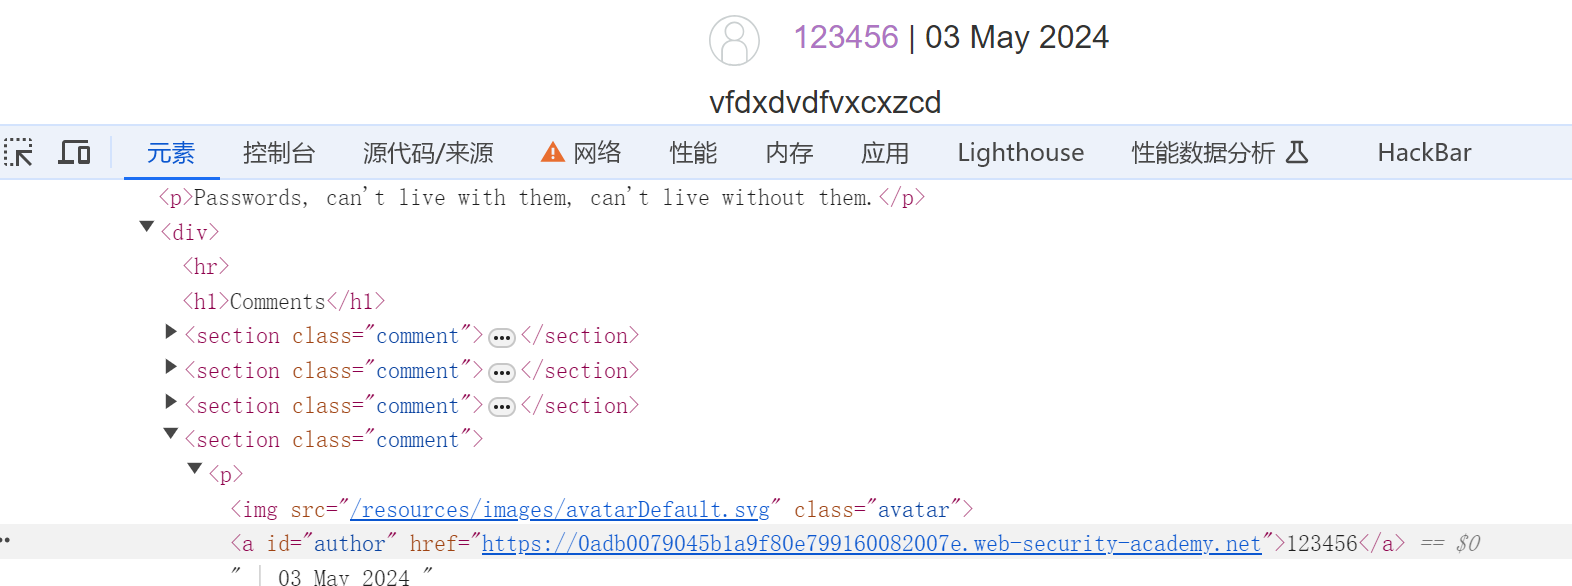 123456 | 03 May 2024
vfdxdvdfvxcxzcd
元素 控制台 源代码/来源 网络 性能 内存 应用 Lighthouse 性能数据分析 HackBar
<p>Passwords, can't live with them, can't live without them.</p>
<div>
<hr>
<h1>Comments</h1>
<section class="comment">…</section>
<section class="comment">…</section>
<section class="comment">…</section>
<section class="comment">
<p>
<img src="/resources/images/avatarDefault.svg" class="avatar">
<a id="author" href="https://0adb0079045b1a9f80e799160082007e.web-security-academy.net">123456</a> == $0
" | 03 May 2024 "